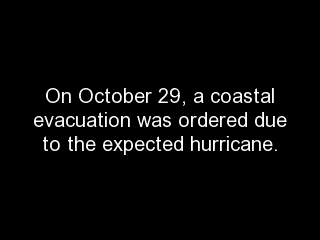 On October 29, a coastal
evacuation was ordered due
to the expected hurricane.